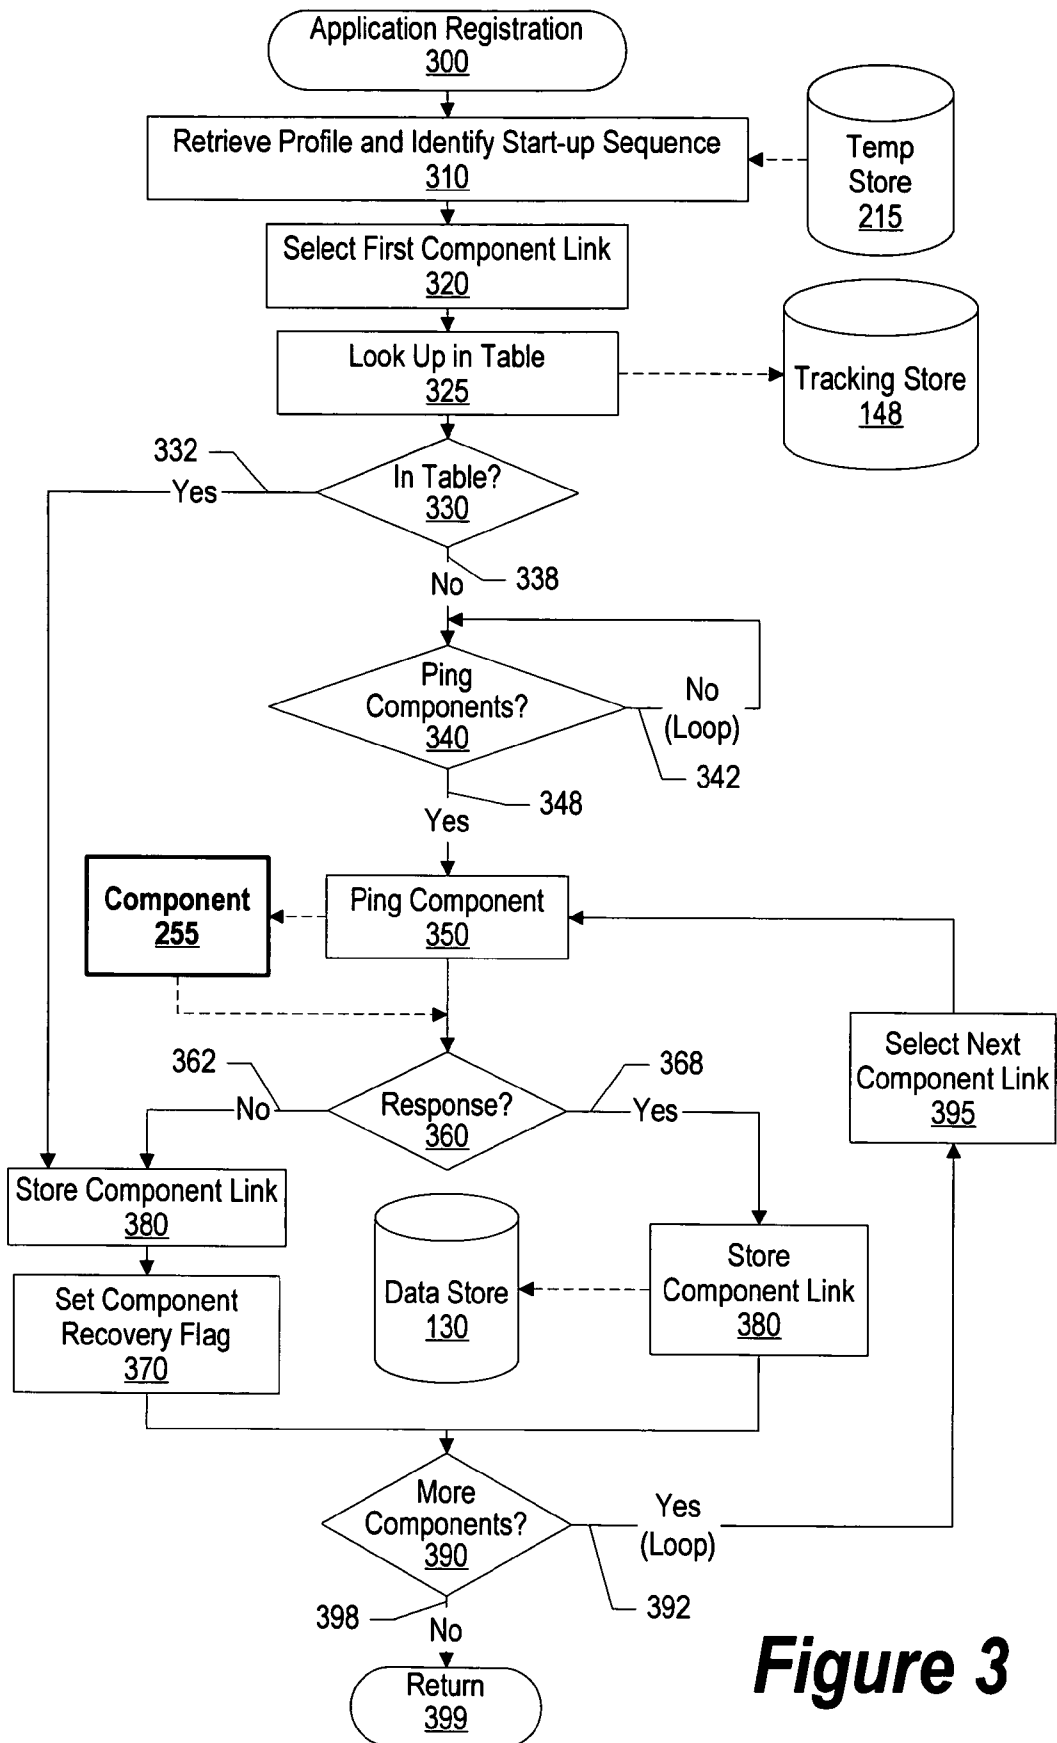 Application Registration
300
Retrieve Profile and Identify Start-up Sequence
310
Temp
Store
215
Select First Component Link
320
Look Up in Table
325
Tracking Store
148
332
Yes
In Table?
330
338
No
Ping
Components?
340
No
(Loop)
342
348
Yes
Component
255
Ping Component
350
Select Next
Component Link
395
362
No
Response?
360
368
Yes
Store Component Link
380
Set Component
Recovery Flag
370
Data Store
130
Store
Component Link
380
More
Components?
390
Yes
(Loop)
392
398
No
Return
399
Figure 3